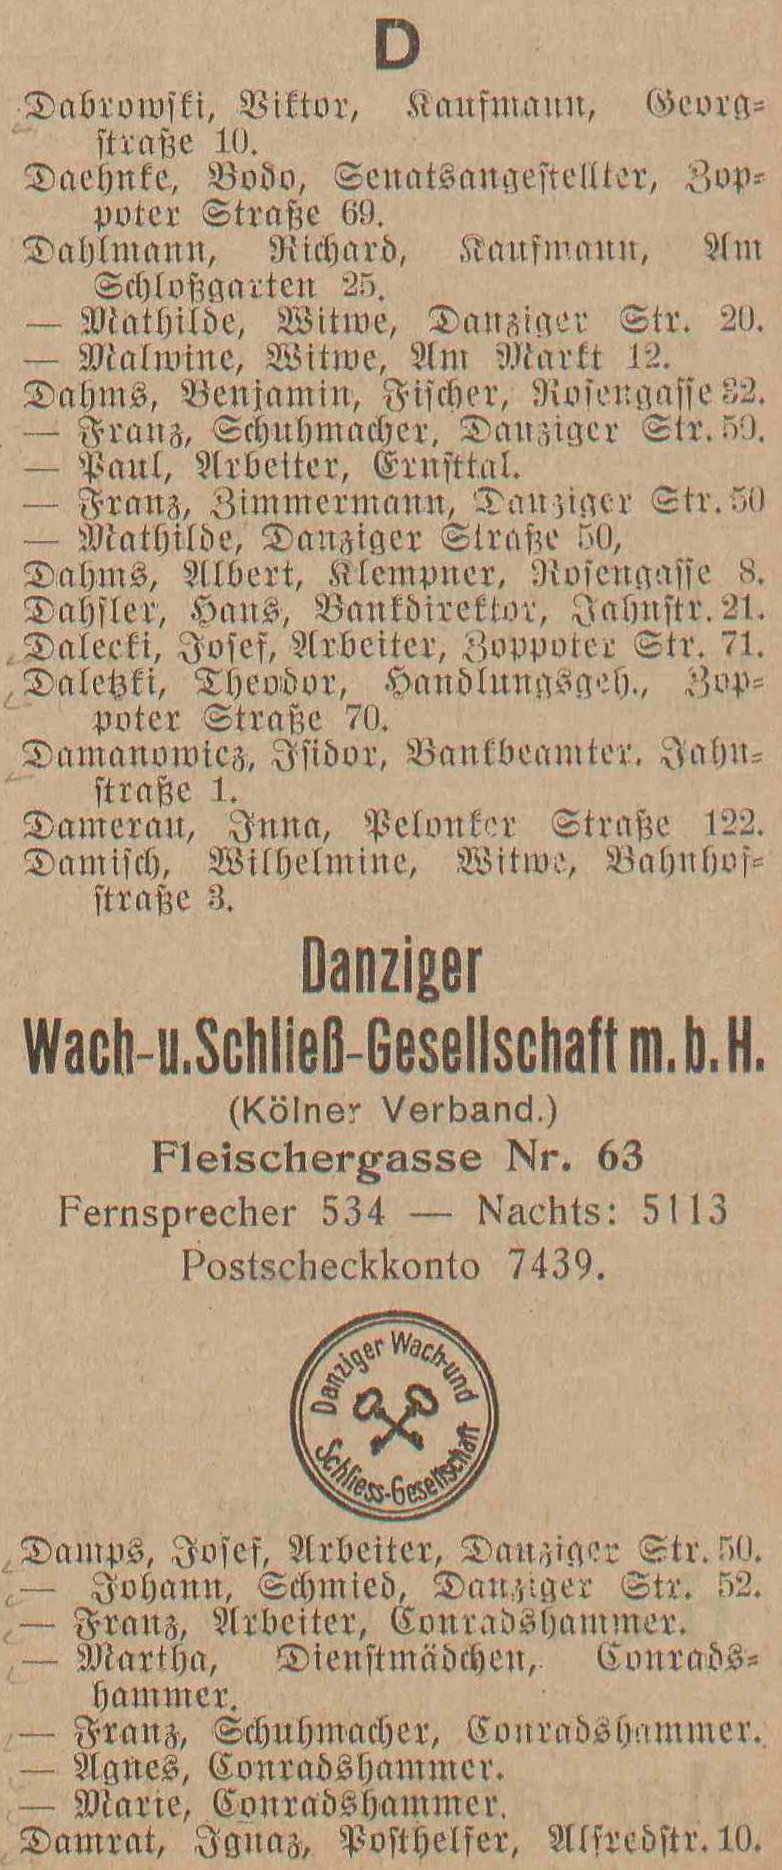 D
Dabrowski, Viktor, Kaufmann, Georg-
straße 10.
Daehnke, Bodo, Senatsangestellter, Zop-
poter Straße 69.
Dahlmann, Richard, Kaufmann, Am
Schloßgarten 25.
— Mathilde, Witwe, Danziger Str. 20.
— Malwine, Witwe, Am Markt 12.
Dahms, Benjamin, Fischer, Rosengasse 32.
— Franz, Schuhmacher, Danziger Str. 59.
— Paul, Arbeiter, Ernsttal.
— Franz, Zimmermann, Danziger Str. 50
— Mathilde, Danziger Straße 50,
Dahms, Albert, Klempner, Rosengasse 8.
Dahsler, Hans, Bankdirektor, Jahnstr. 21.
Dalecki, Josef, Arbeiter, Zoppoter Str. 71.
Daletzki, Theodor, Handlungsgeh., Zop-
poter Straße 70.
Damanowicz, Isidor, Bankbeamter. Jahn-
straße 1.
Damerau, Inna, Pelonker Straße 122.
Damisch, Wilhelmine, Witwe, Bahnhof-
straße 3.
Danziger
Wach-u.Schließ-Gesellschaft m.b.H.
(Kölner Verband.)
Fleischergasse Nr. 63
Fernsprecher 534 — Nachts: 5113
Postscheckkonto 7439.
Danziger Wach-und
Schliess-Gesellschaft
Damps, Josef, Arbeiter, Danziger Str. 50.
— Johann, Schmied, Danziger Str. 52.
— Franz, Arbeiter, Conradshammer.
— Martha, Dienstmädchen, Conrads-
hammer.
— Franz, Schuhmacher, Conradshammer.
— Agnes, Conradshammer.
— Marie, Conradshammer.
Damrat, Ignaz, Posthelfer, Alfredstr. 10.